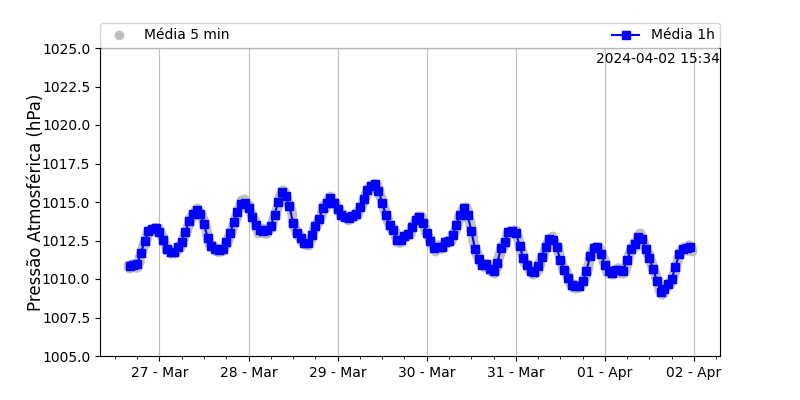 Média 5 min
Média 1h
2024-04-02 15:34
Pressão Atmosférica (hPa)
1025.0
1022.5
1020.0
1017.5
1015.0
1012.5
1010.0
1007.5
1005.0
27 - Mar
28 - Mar
29 - Mar
30 - Mar
31 - Mar
01 - Apr
02 - Apr